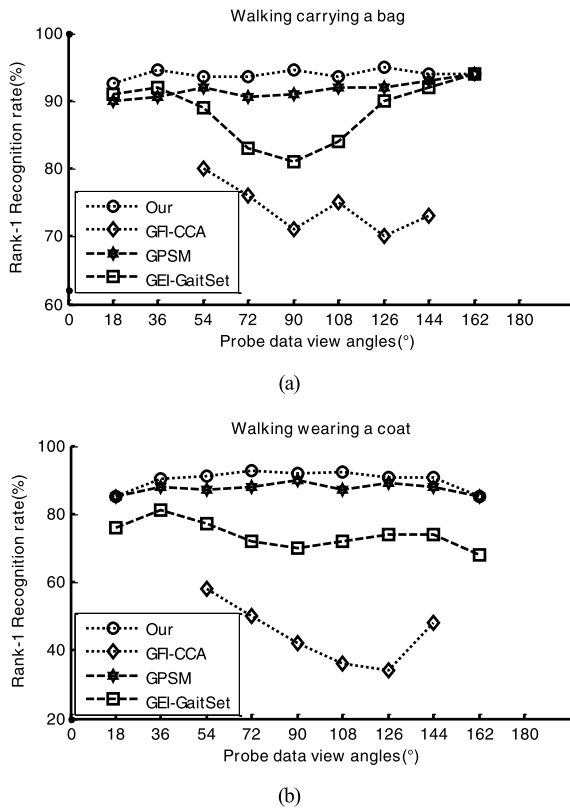 Walking carrying a bag
100
90
80
70
60
Rank-1 Recognition rate(%)
Our
GFI-CCA
GPSM
GEI-GaitSet
0 18 36 54 72 90 108 126 144 162 180
Probe data view angles(°)
(a)
Walking wearing a coat
100
80
60
40
20
Rank-1 Recognition rate(%)
Our
GFI-CCA
GPSM
GEI-GaitSet
0 18 36 54 72 90 108 126 144 162 180
Probe data view angles(°)
(b)